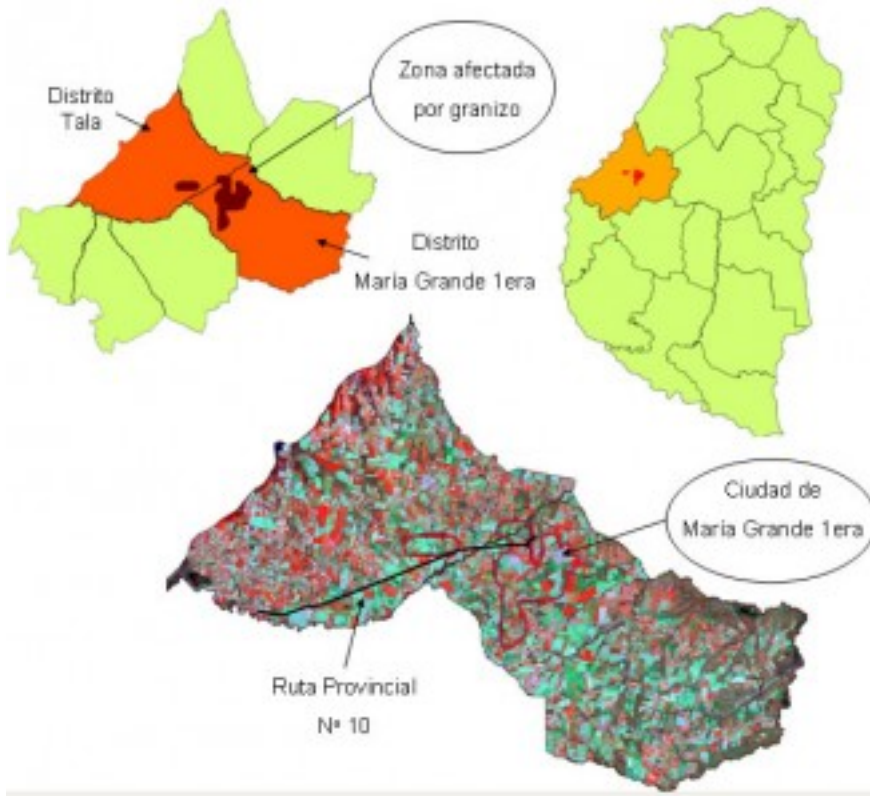 Zona afectada
por granizo
Distrito
Tala
Distrito
María Grande 1era
Ciudad de
María Grande 1era
Ruta Provincial
Nº 10